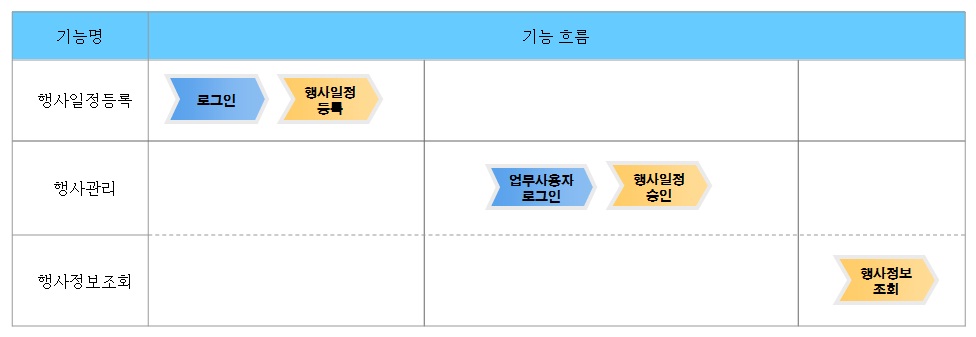 기능명
기능 흐름
행사일정등록
로그인
행사일정
등록
행사관리
업무사용자
로그인
행사일정
승인
행사정보조회
행사정보
조회